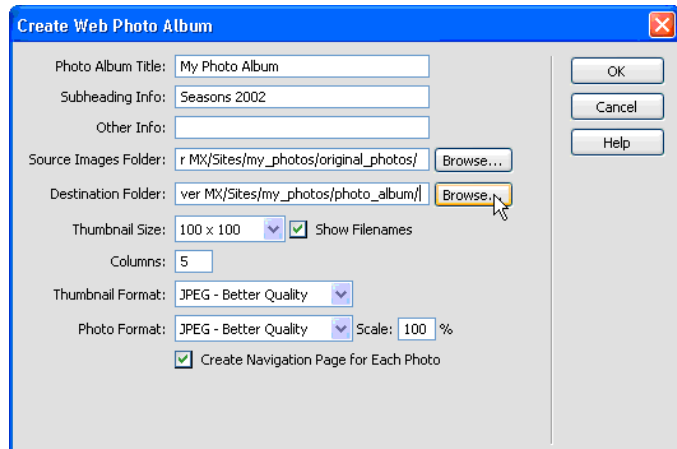 Create Web Photo Album
Photo Album Title: My Photo Album
OK
Subheading Info: Seasons 2002
Cancel
Other Info:
Help
Source Images Folder: r MX/Sites/my_photos/original_photos/ Browse...
Destination Folder: ver MX/Sites/my_photos/photo_album/ Browse...
Thumbnail Size: 100 x 100 Show Filenames
Columns: 5
Thumbnail Format: JPEG - Better Quality
Photo Format: JPEG - Better Quality Scale: 100 %
Create Navigation Page for Each Photo